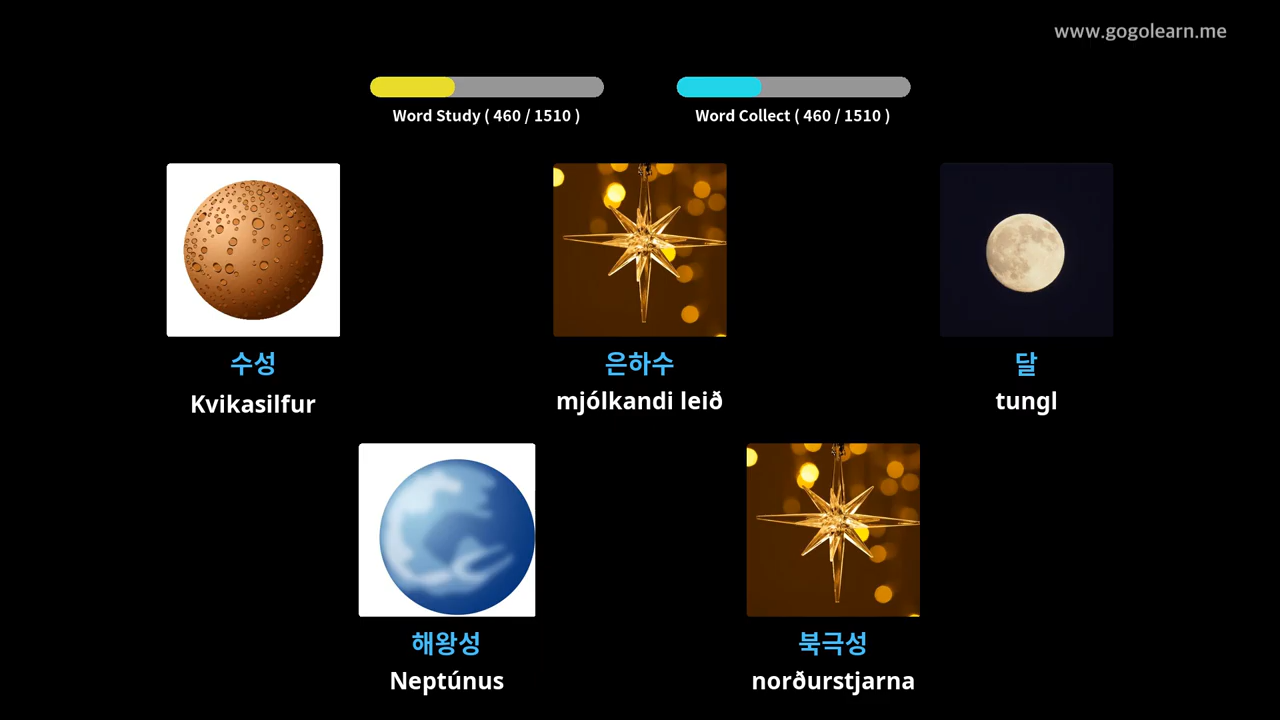 www.gogolearn.me
Word Study ( 460 / 1510 )
Word Collect ( 460 / 1510 )
수성
Kvikasilfur
은하수
mjólkandi leið
달
tungl
해왕성
Neptúnus
북극성
norðurstjarna